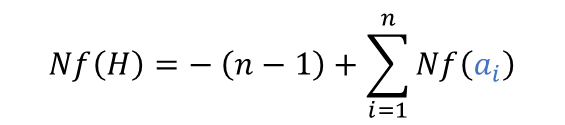 Nf(H) = − (n − 1) + ∑_{i=1}^{n} Nf(a_i)